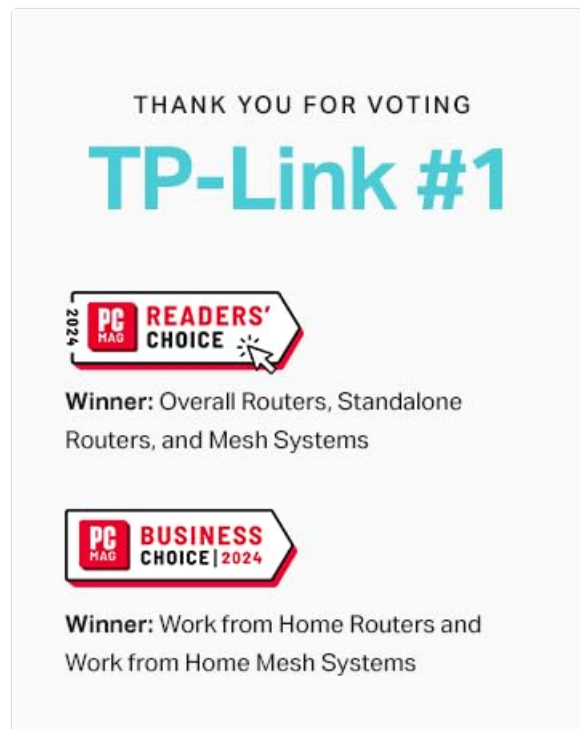 THANK YOU FOR VOTING
TP-Link #1
2024
PC
MAG
READERS’
CHOICE
Winner: Overall Routers, Standalone
Routers, and Mesh Systems
PC
MAG
BUSINESS
CHOICE|2024
Winner: Work from Home Routers and
Work from Home Mesh Systems